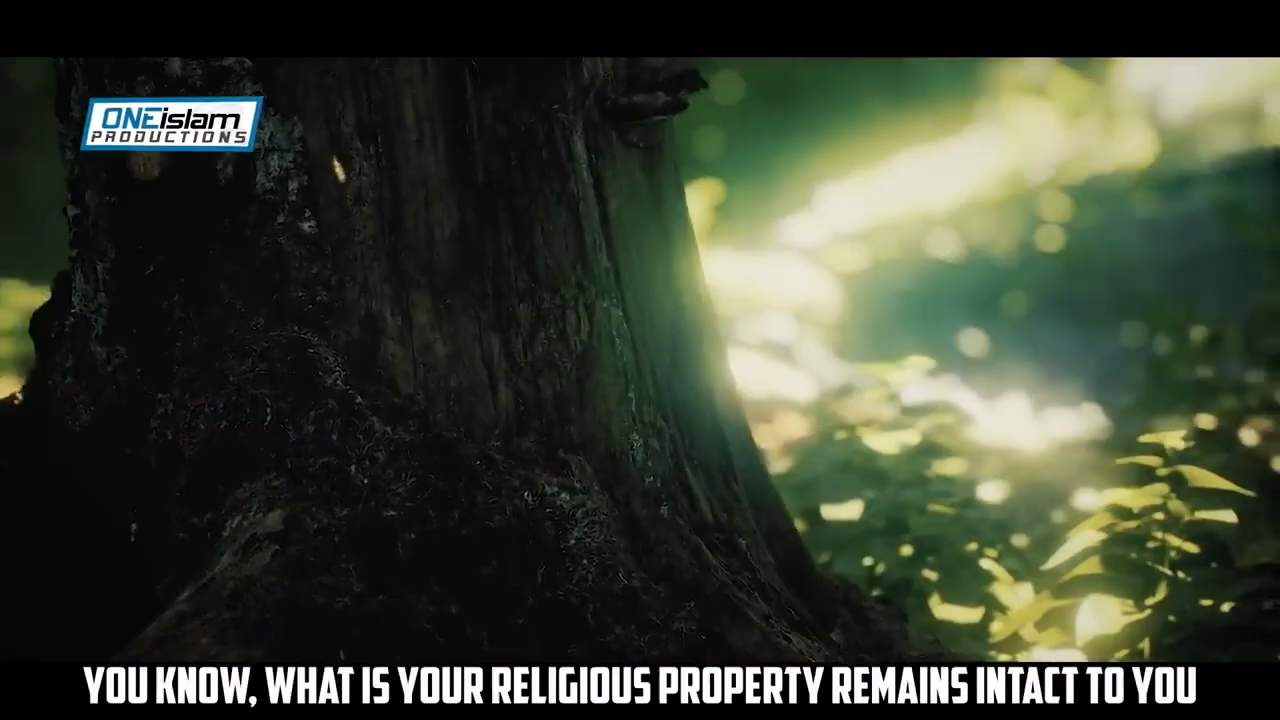 ONEislam
PRODUCTIONS
YOU KNOW, WHAT IS YOUR RELIGIOUS PROPERTY REMAINS INTACT TO YOU